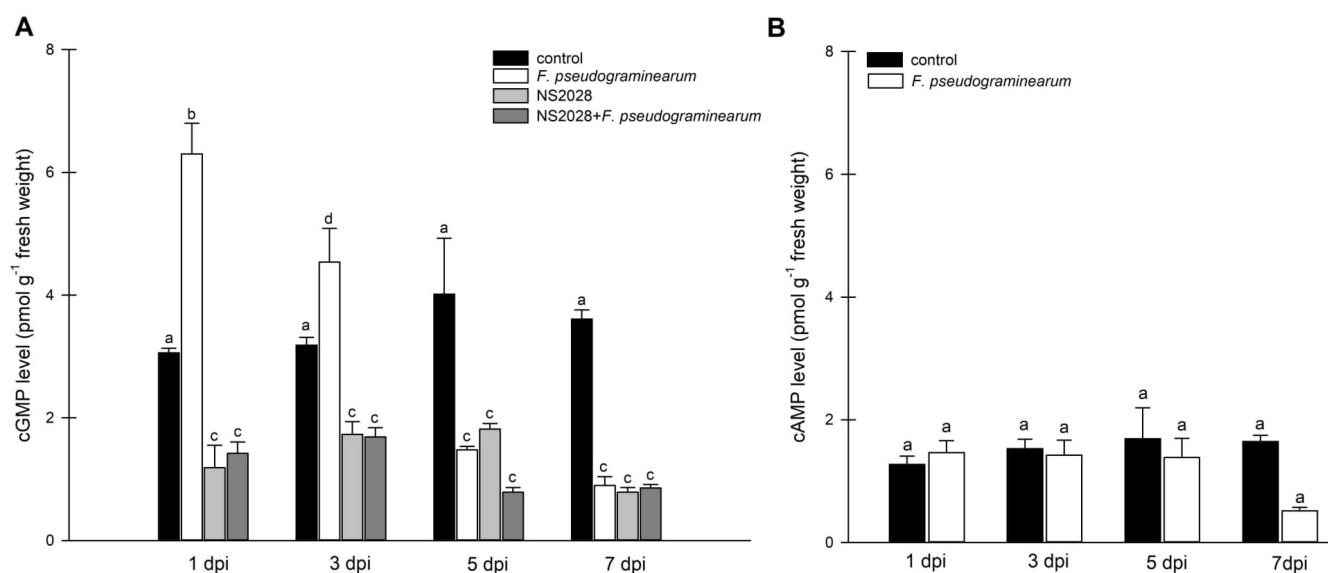 A
cGMP level (pmol g⁻¹ fresh weight)
8
6
4
2
0
control
F. pseudograminearum
NS2028
NS2028+F. pseudograminearum
a
b
c
c
a
d
c
c
a
c
c
c
a
c
c
c
1 dpi
3 dpi
5 dpi
7 dpi
B
cAMP level (pmol g⁻¹ fresh weight)
8
6
4
2
0
control
F. pseudograminearum
a
a
a
a
a
a
a
a
1 dpi
3 dpi
5 dpi
7dpi